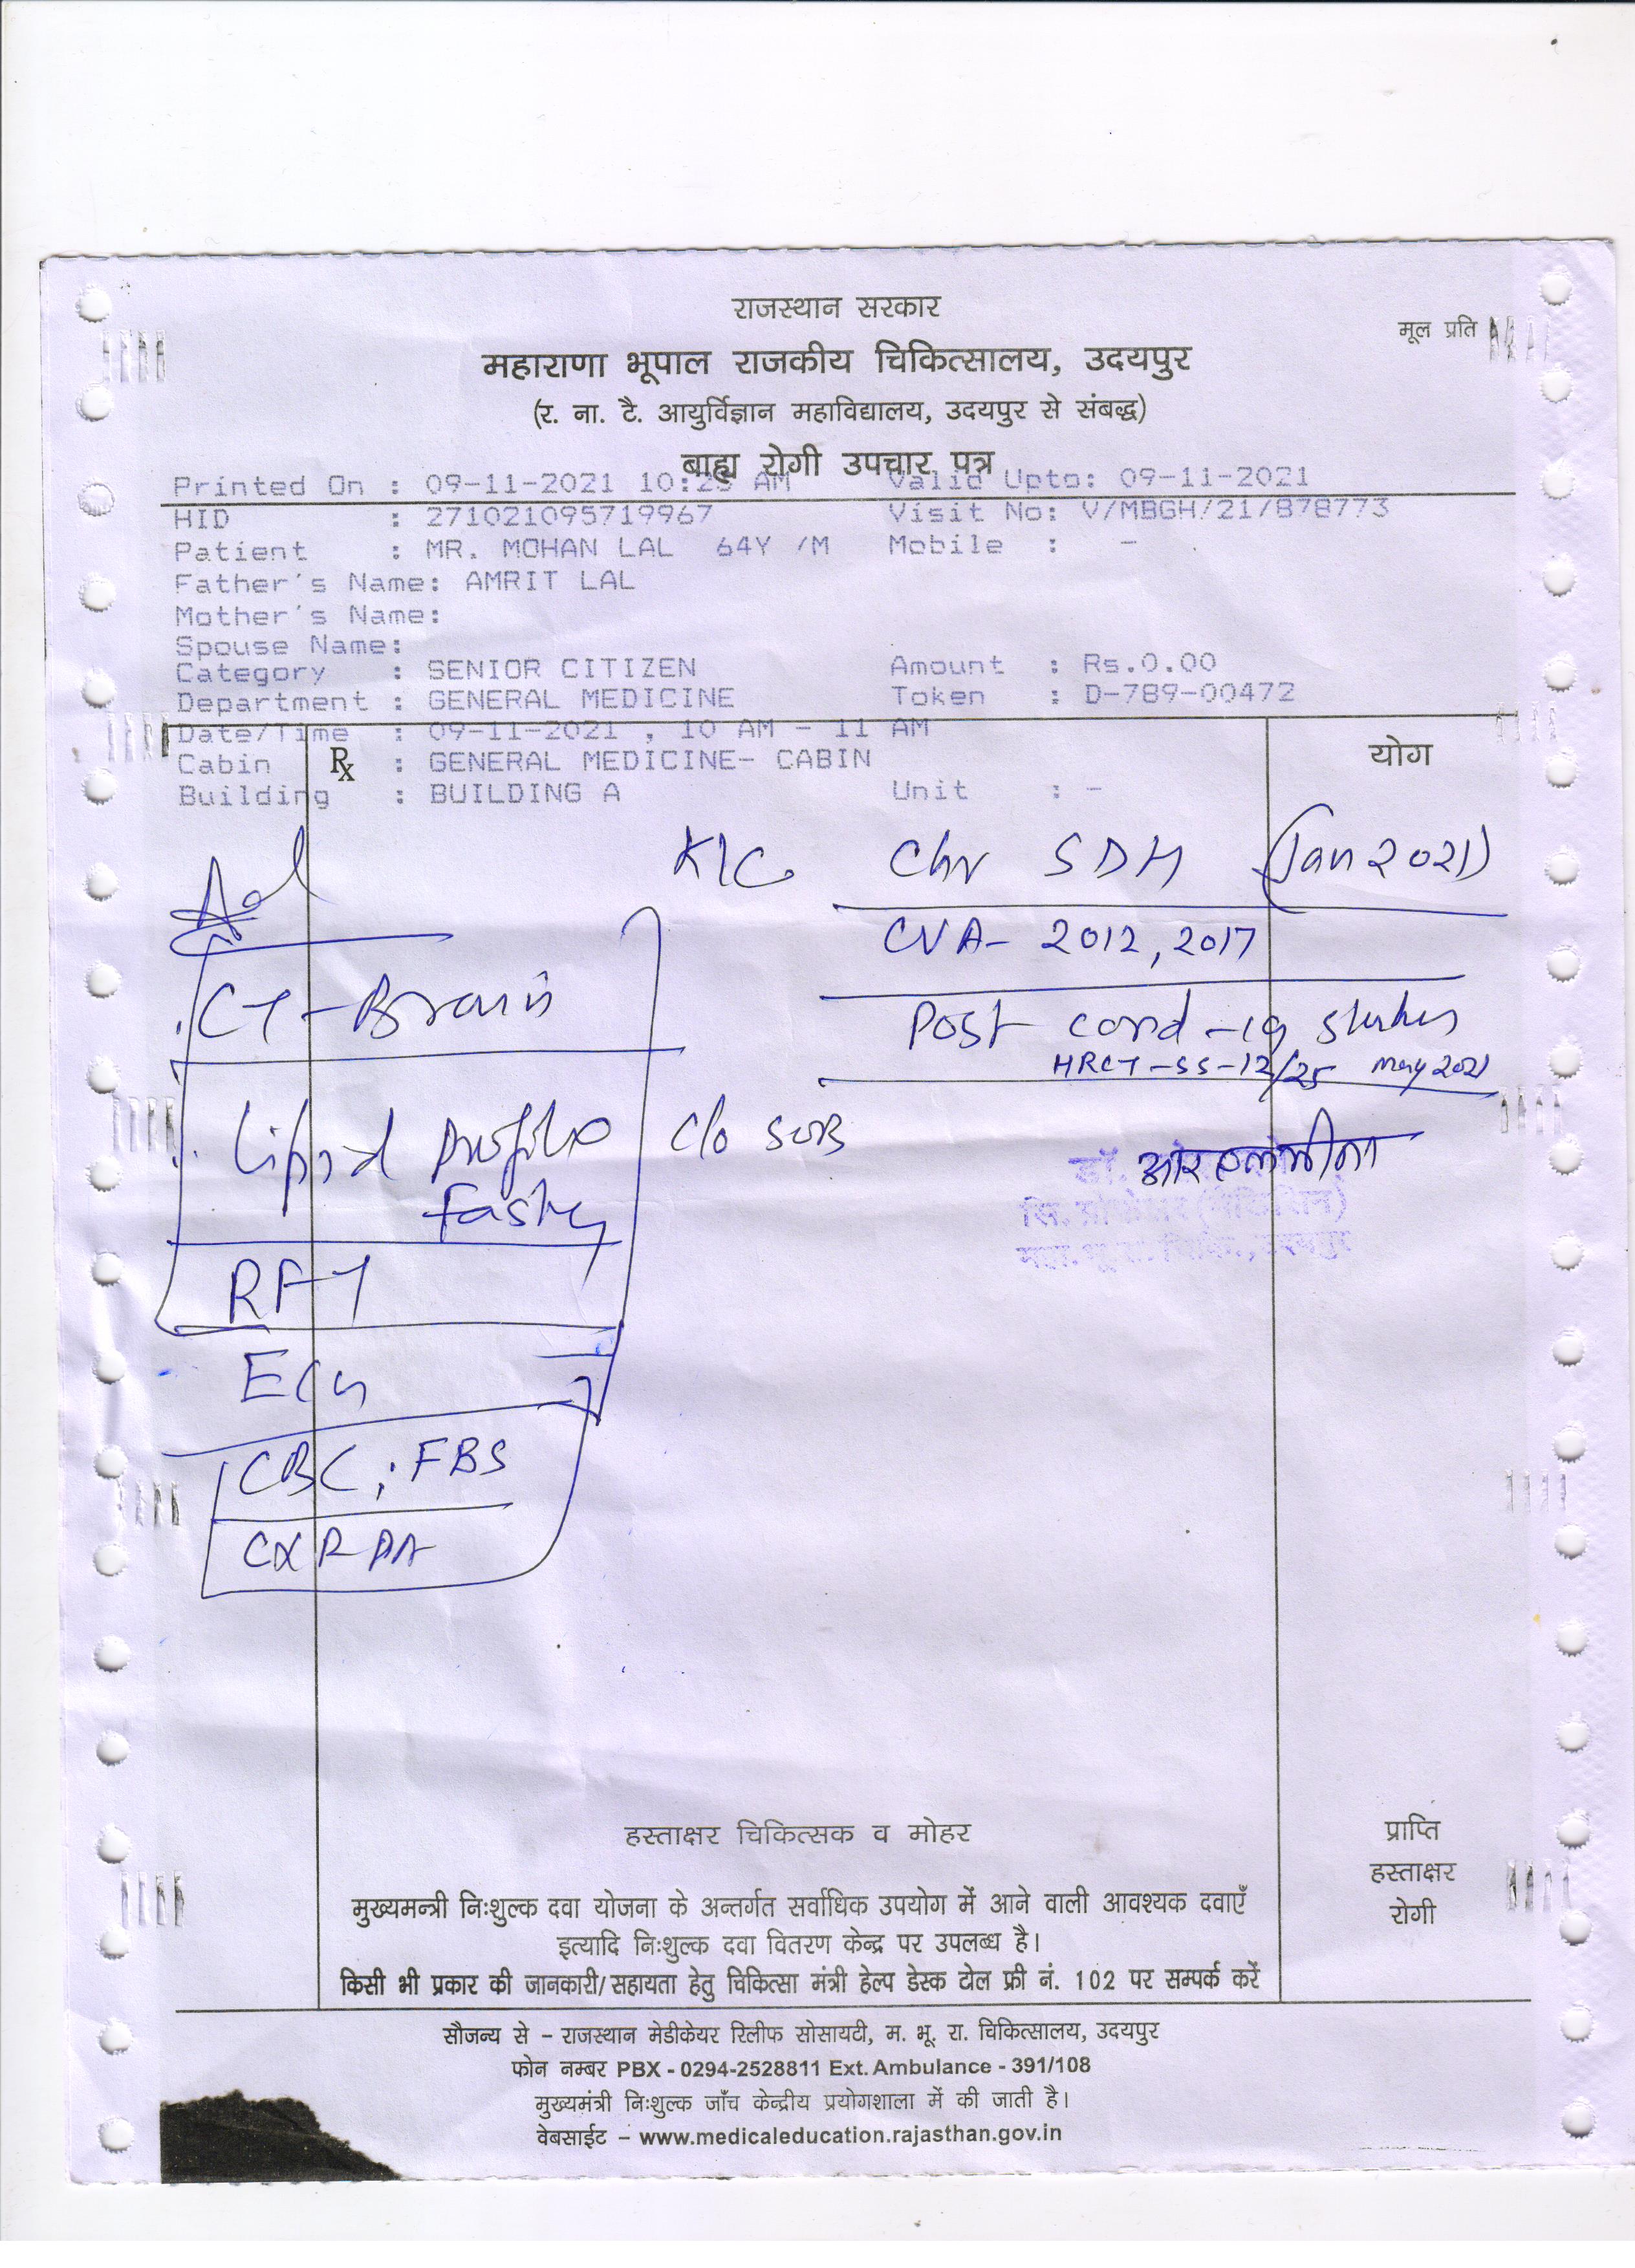 राजस्थान सरकार
मूल प्रति
महाराणा भूपाल राजकीय चिकित्सालय, उदयपुर
(र. ना. टै. आयुर्विज्ञान महाविद्यालय, उदयपुर से संबद्ध)
बाह्य रोगी उपचार पत्र
Printed On : 09-11-2021 10:25 AM Valid Upto: 09-11-2021
HID : 271021095719967 Visit No: V/MBGH/21/878773
Patient : MR. MOHAN LAL 64Y /M Mobile : -
Father's Name: AMRIT LAL
Mother's Name:
Spouse Name:
Category : SENIOR CITIZEN Amount : Rs.0.00
Department : GENERAL MEDICINE Token : D-789-00472
Date/Time : 09-11-2021 , 10 AM - 11 AM
Rx योग
Cabin : GENERAL MEDICINE- CABIN
Building : BUILDING A Unit : -
K/C Chr SDH (Jan 2021)
Adv
CVA- 2012, 2017
CT-Brain
Post covid-19 status
HRCT-SS-12/25 May 2021
Lipid profile
c/o SOB
fasting
RFT
ECG
CBC; FBS
CXR PA
हस्ताक्षर चिकित्सक व मोहर
प्राप्ति
हस्ताक्षर
रोगी
मुख्यमन्त्री निःशुल्क दवा योजना के अन्तर्गत सर्वाधिक उपयोग में आने वाली आवश्यक दवाएँ
इत्यादि निःशुल्क दवा वितरण केन्द्र पर उपलब्ध है।
किसी भी प्रकार की जानकारी/सहायता हेतु चिकित्सा मंत्री हेल्प डेस्क टोल फ्री नं. 102 पर सम्पर्क करें
सौजन्य से – राजस्थान मेडीकेयर रिलीफ सोसायटी, म. भू. रा. चिकित्सालय, उदयपुर
फोन नम्बर PBX - 0294-2528811 Ext. Ambulance - 391/108
मुख्यमंत्री निःशुल्क जाँच केन्द्रीय प्रयोगशाला में की जाती है।
वेबसाईट – www.medicaleducation.rajasthan.gov.in